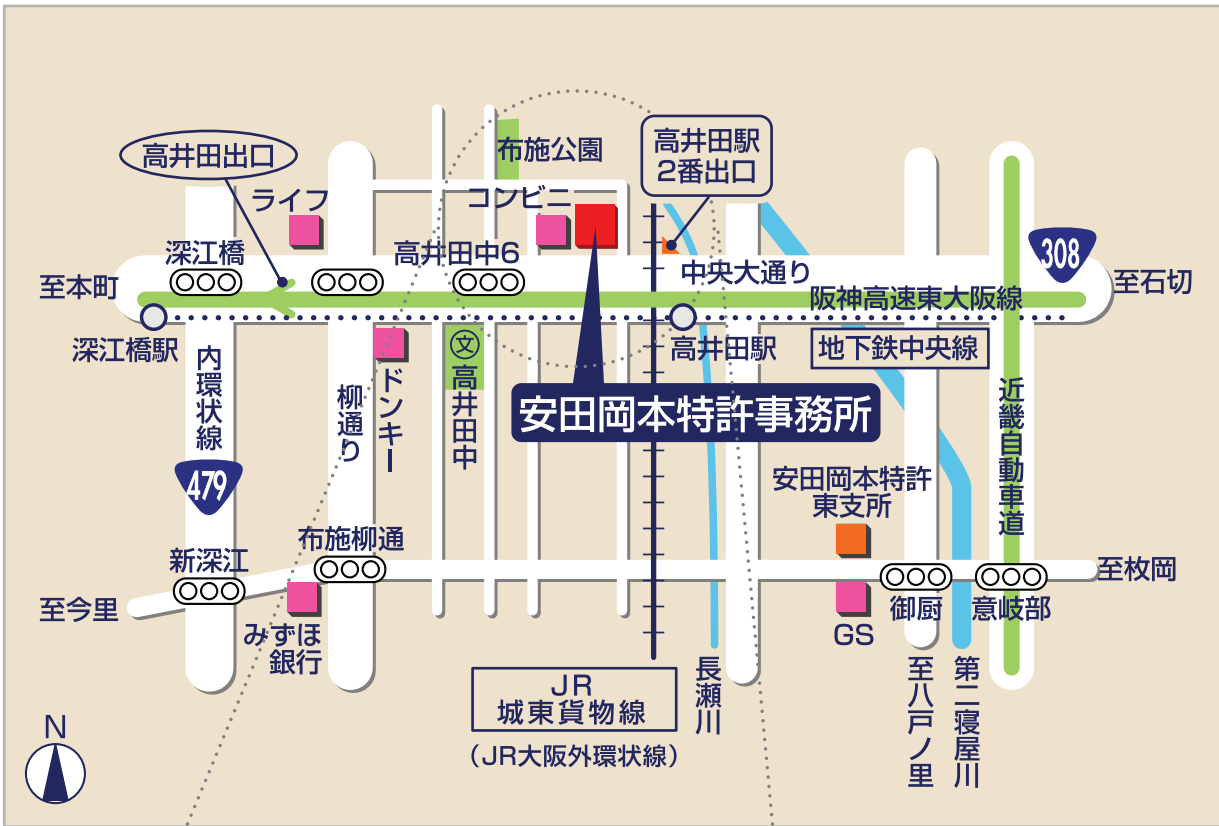 高井田出口
ライフ
布施公園
高井田駅
2番出口
コンビニ
深江橋
高井田中6
中央大通り
308
至本町
至石切
阪神高速東大阪線
深江橋駅
高井田駅
地下鉄中央線
内環状線
479
柳通り
ドンキー
文
高井田中
安田岡本特許事務所
近畿自動車道
安田岡本特許
東支所
新深江
布施柳通
至枚岡
至今里
みずほ
銀行
御厨
意岐部
GS
JR
城東貨物線
(JR大阪外環状線)
長瀬川
至八戸ノ里
第二寝屋川
N